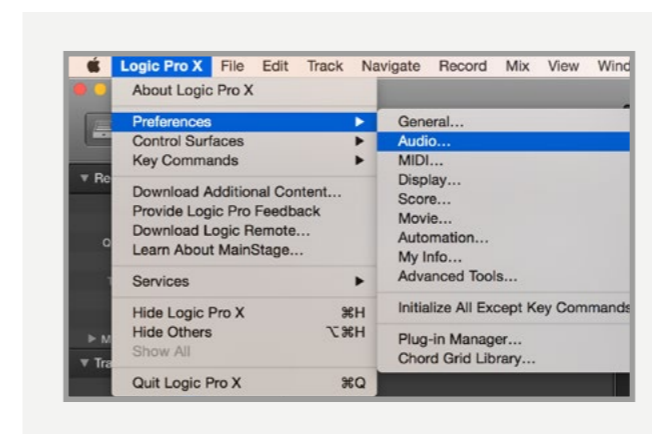 Logic Pro X File Edit Track Navigate Record Mix View Wind
About Logic Pro X
Preferences
Control Surfaces
Key Commands
Download Additional Content...
Provide Logic Pro Feedback
Download Logic Remote...
Learn About MainStage...
Services
Hide Logic Pro X ⌘H
Hide Others ⌥⌘H
Show All
Quit Logic Pro X ⌘Q
General...
Audio...
MIDI...
Display...
Score...
Movie...
Automation...
My Info...
Advanced Tools...
Initialize All Except Key Commands
Plug-in Manager...
Chord Grid Library...
Re
Q
M
Tra